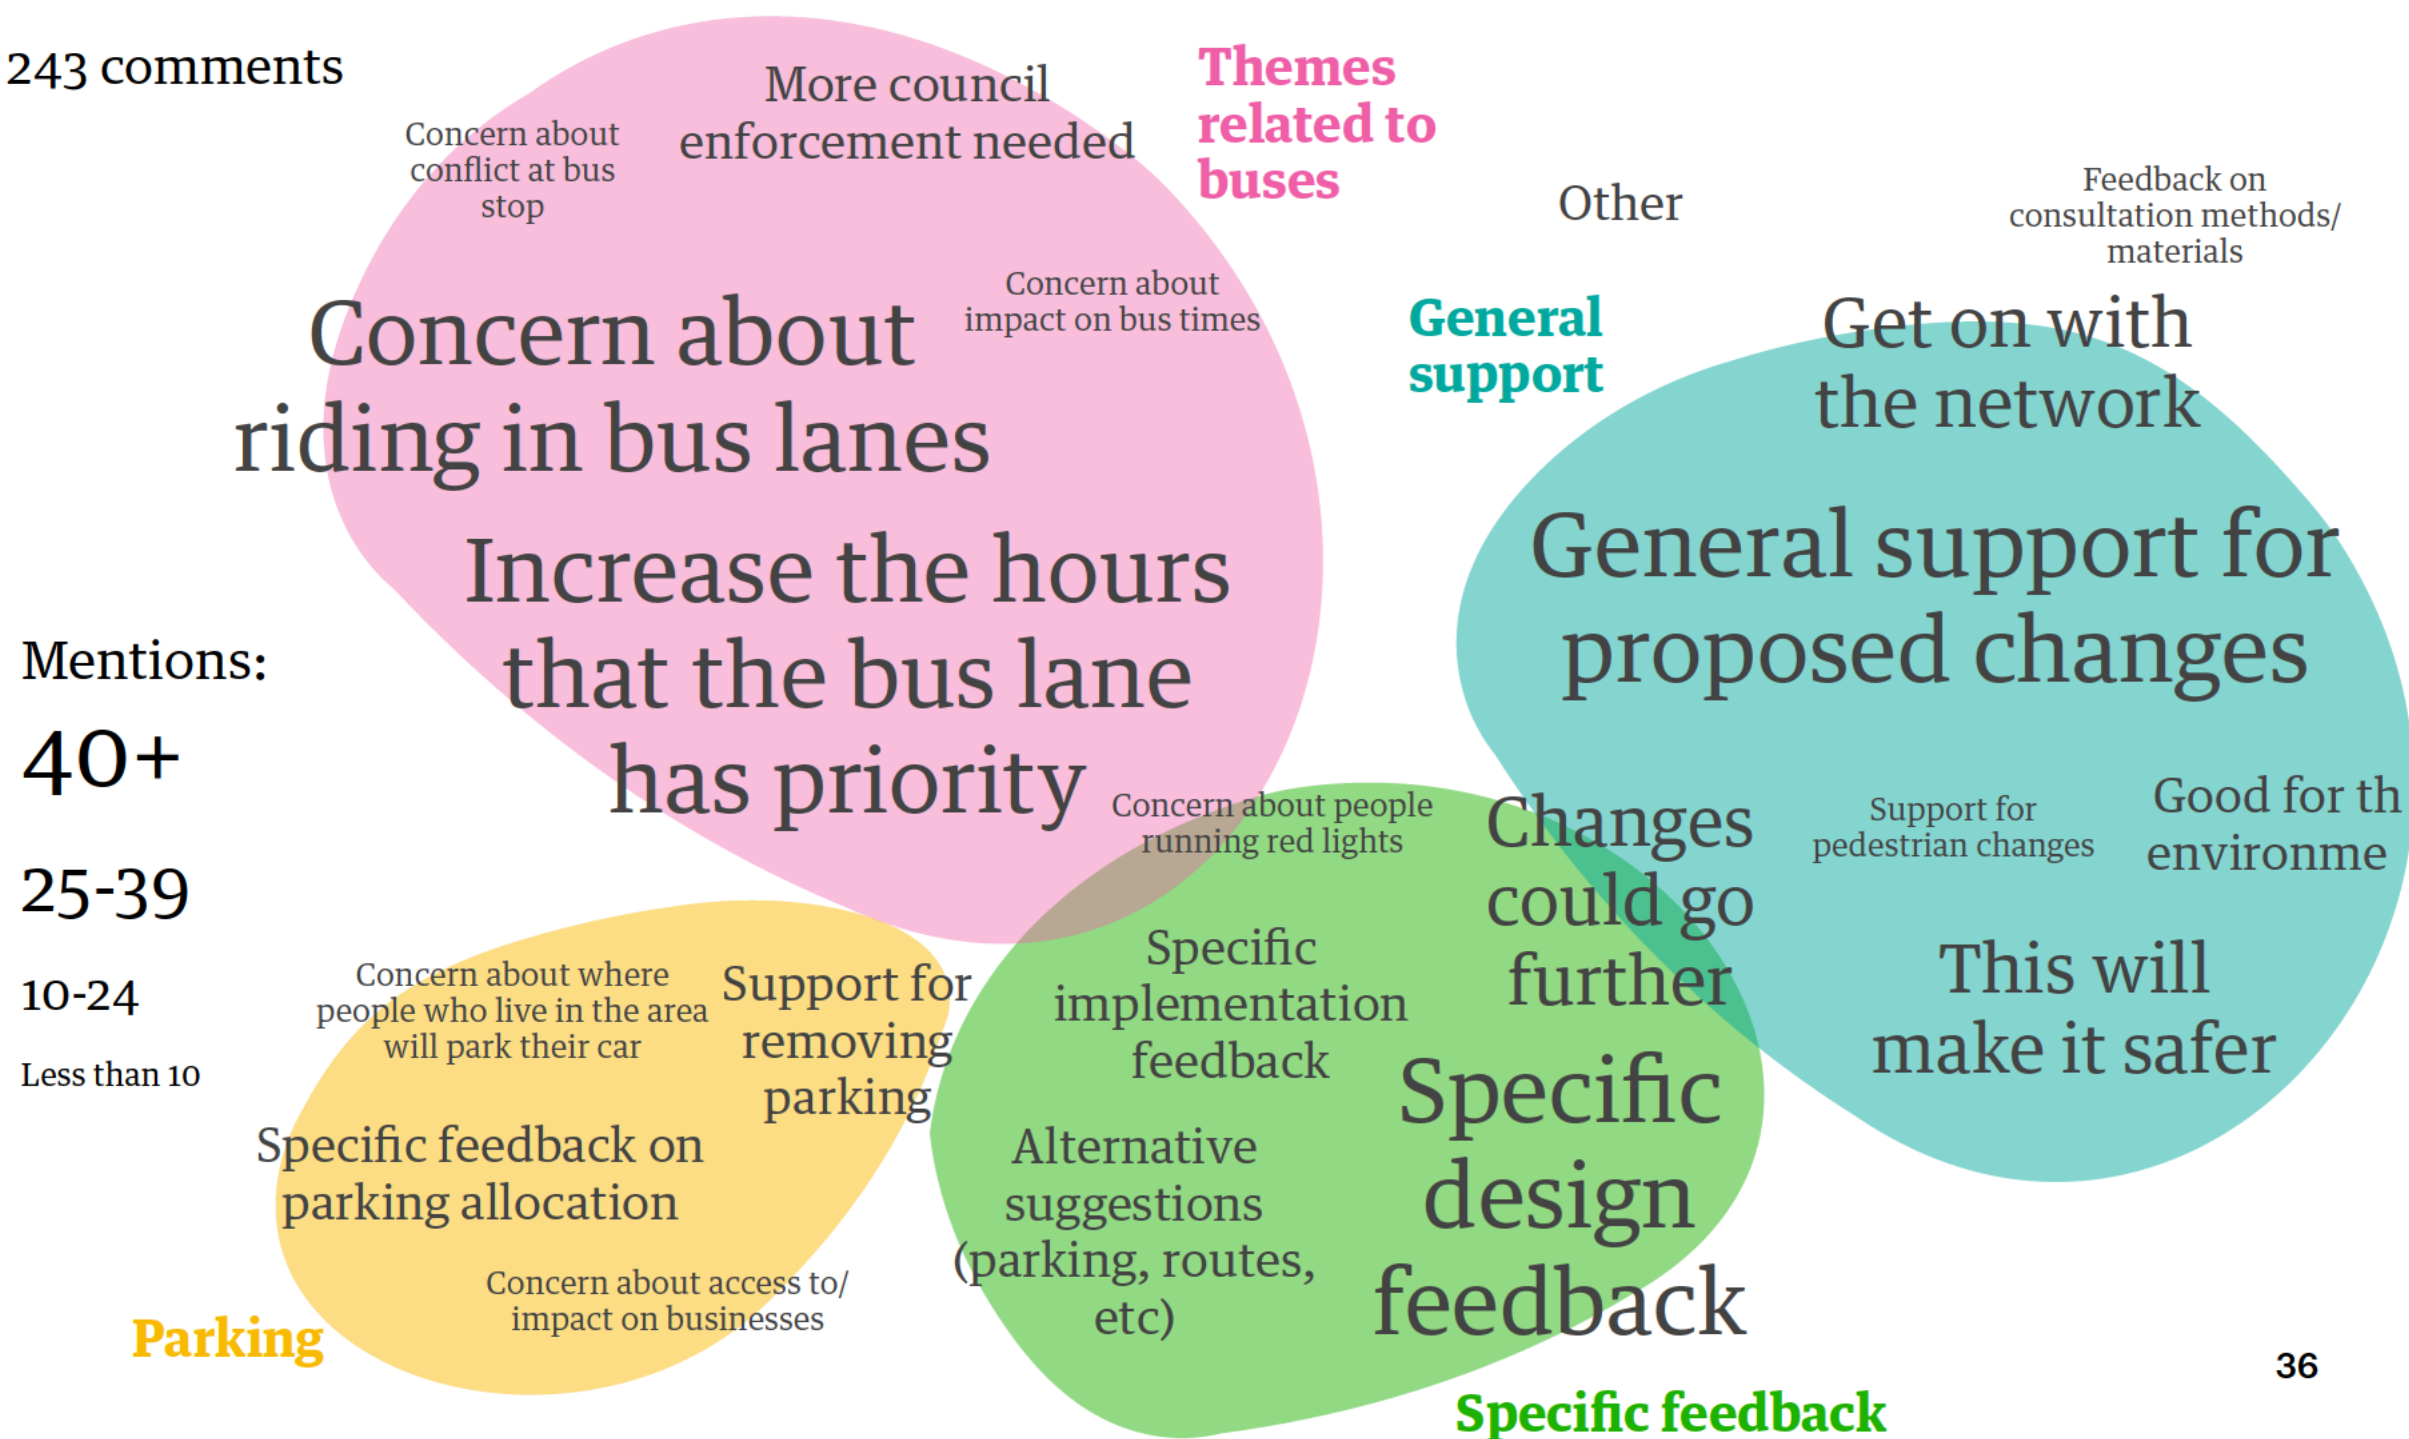 243 comments
More council
enforcement needed
Concern about
conflict at bus
stop
Themes
related to
buses
Other
Feedback on
consultation methods/
materials
Concern about
impact on bus times
Concern about
riding in bus lanes
General
support
Get on with
the network
Increase the hours
that the bus lane
has priority
General support for
proposed changes
Mentions:
40+
25-39
10-24
Less than 10
Concern about people
running red lights
Changes
could go
further
Support for
pedestrian changes
Good for th
environme
This will
make it safer
Concern about where
people who live in the area
will park their car
Support for
removing
parking
Specific
implementation
feedback
Specific
design
feedback
Specific feedback on
parking allocation
Alternative
suggestions
(parking, routes,
etc)
Concern about access to/
impact on businesses
Parking
36
Specific feedback